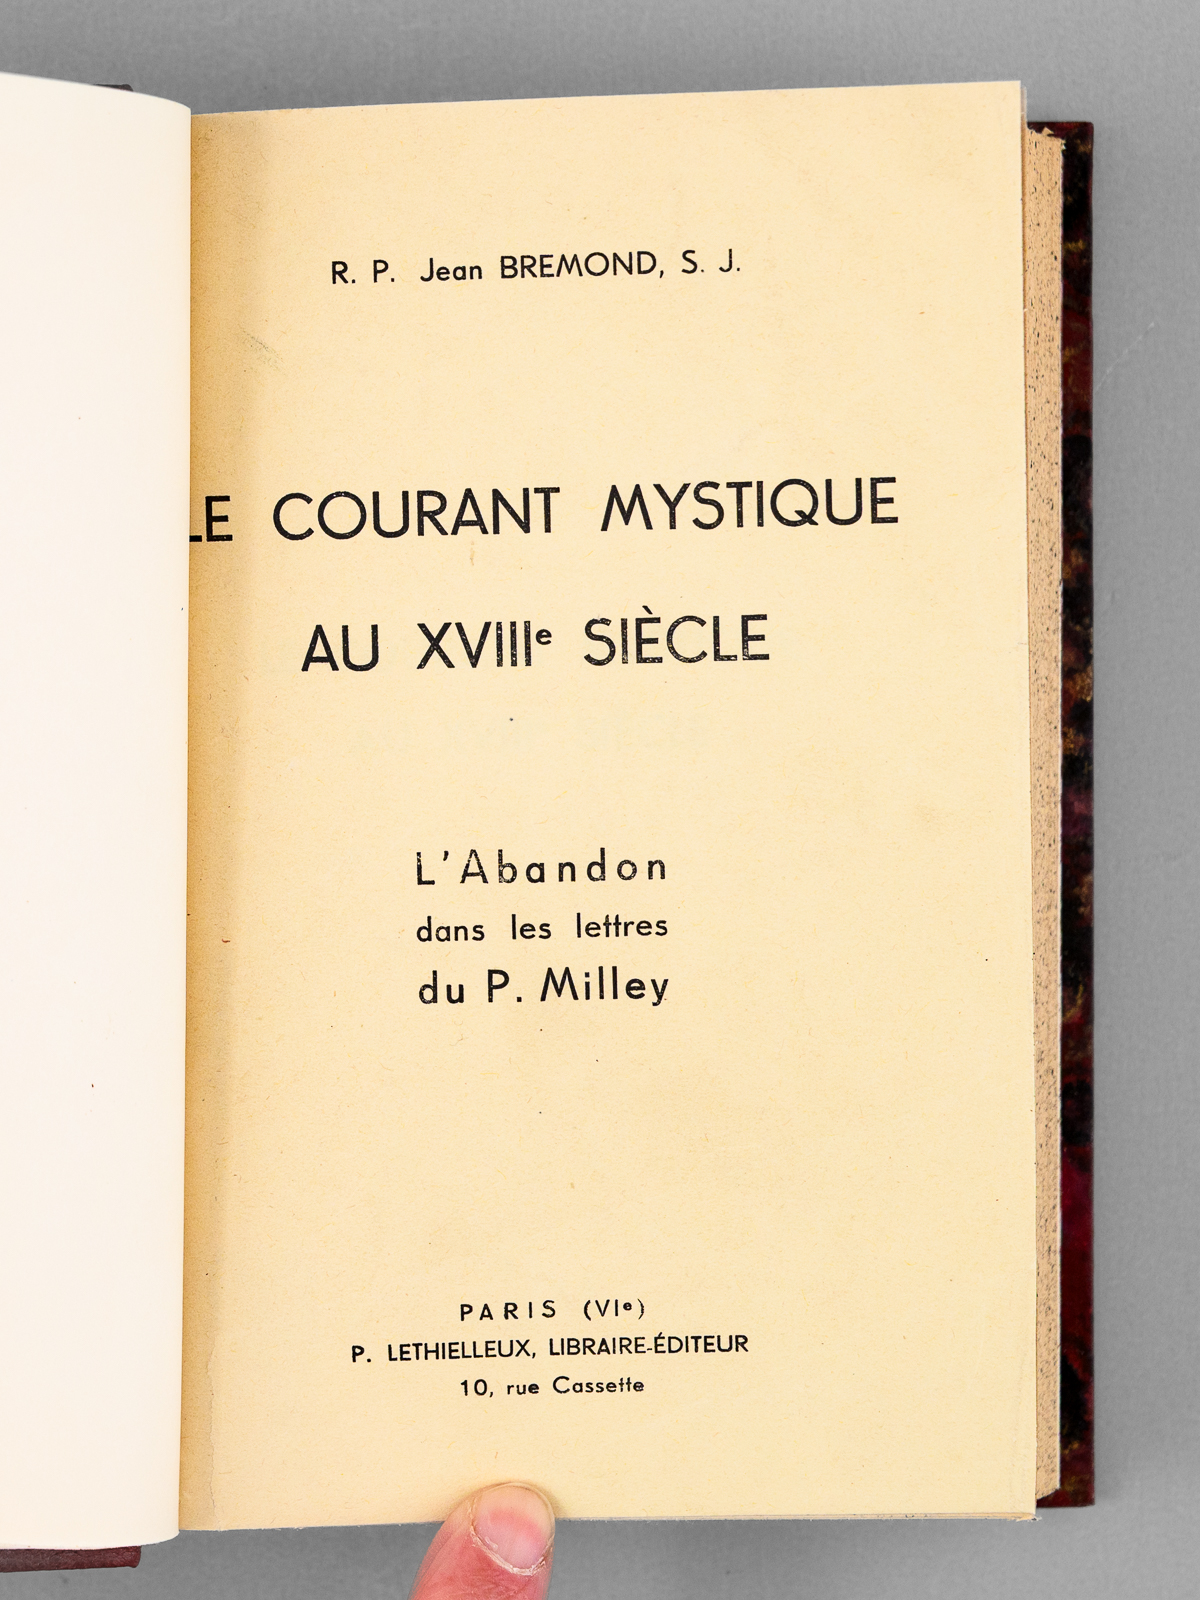 R. P. Jean BREMOND, S. J.
LE COURANT MYSTIQUE
AU XVIIIe SIÈCLE
L'Abandon
dans les lettres
du P. Milley
PARIS (VIe)
P. LETHIELLEUX, LIBRAIRE-ÉDITEUR
10, rue Cassette